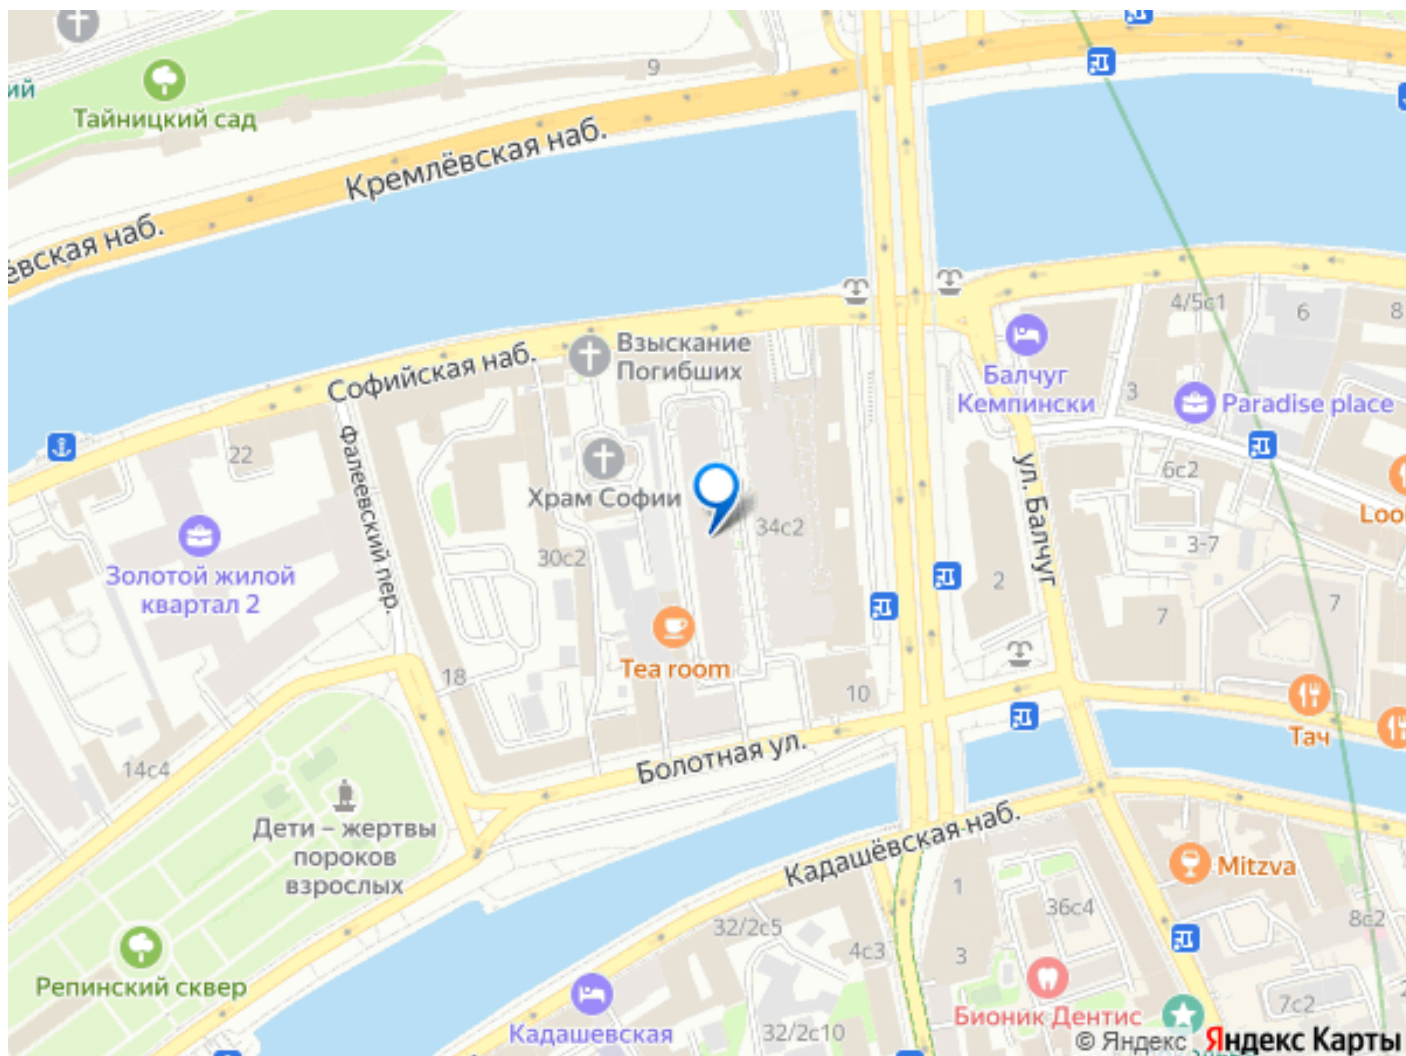 ий
Тайницкий сад
9
Кремлёвская наб.
ёвская наб.
4/5с1
6
8
Взыскание
Погибших
Софийская наб.
Балчуг
Кемпински
3
Paradise place
22
Фалеевский пер.
ул. Балчуг
6с2
Храм Софии
34с2
Loo
30с2
3-7
Золотой жилой
квартал 2
2
7
7
Tea room
18
10
Тач
14с4
Болотная ул.
Дети – жертвы
пороков
взрослых
Кадашёвская наб.
Mitzva
1
36с4
8с2
32/2с5
4с3
3
Репинский сквер
7с2
2
Бионик Дентис
Кадашевская
32/2с10
© Яндекс
Яндекс Карты